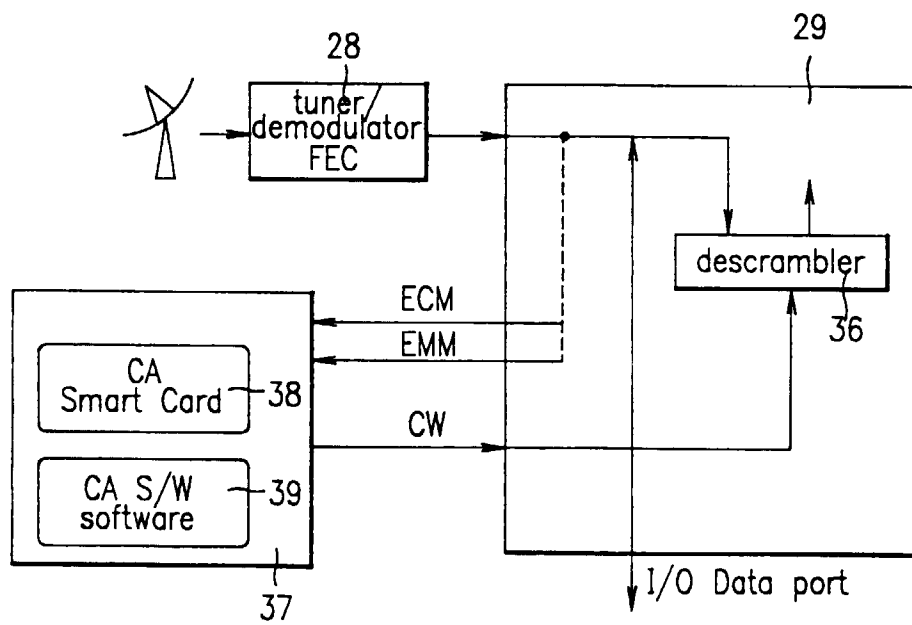 28
29
tuner
demodulator
FEC
descrambler
36
ECM
EMM
CA
Smart Card
38
CW
CA S/W
software
39
37
I/O Data port